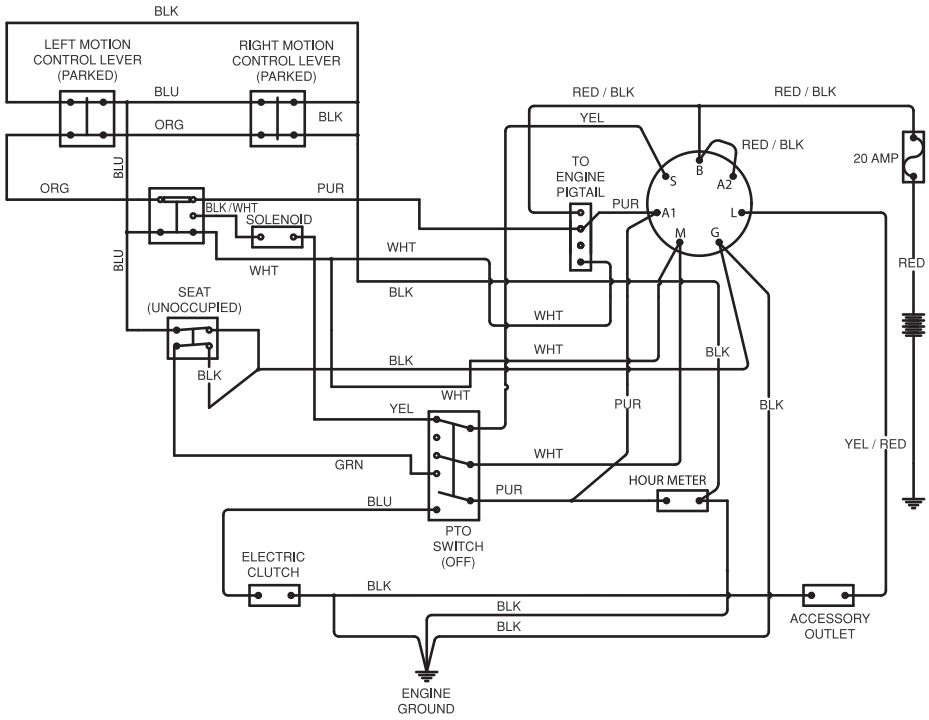 BLK
LEFT MOTION
CONTROL LEVER
(PARKED)
RIGHT MOTION
CONTROL LEVER
(PARKED)
BLU
BLK
ORG
RED / BLK
RED / BLK
YEL
RED / BLK
20 AMP
TO
ENGINE
PIGTAIL
B
S
A2
BLU
ORG
PUR
PUR
A1
L
BLK/WHT
SOLENOID
M
G
WHT
WHT
BLU
RED
BLK
SEAT
(UNOCCUPIED)
WHT
WHT
BLK
BLK
BLK
WHT
YEL
PUR
BLK
YEL / RED
WHT
GRN
HOUR METER
PUR
BLU
PTO
SWITCH
(OFF)
ELECTRIC
CLUTCH
BLK
BLK
BLK
ACCESSORY
OUTLET
ENGINE
GROUND